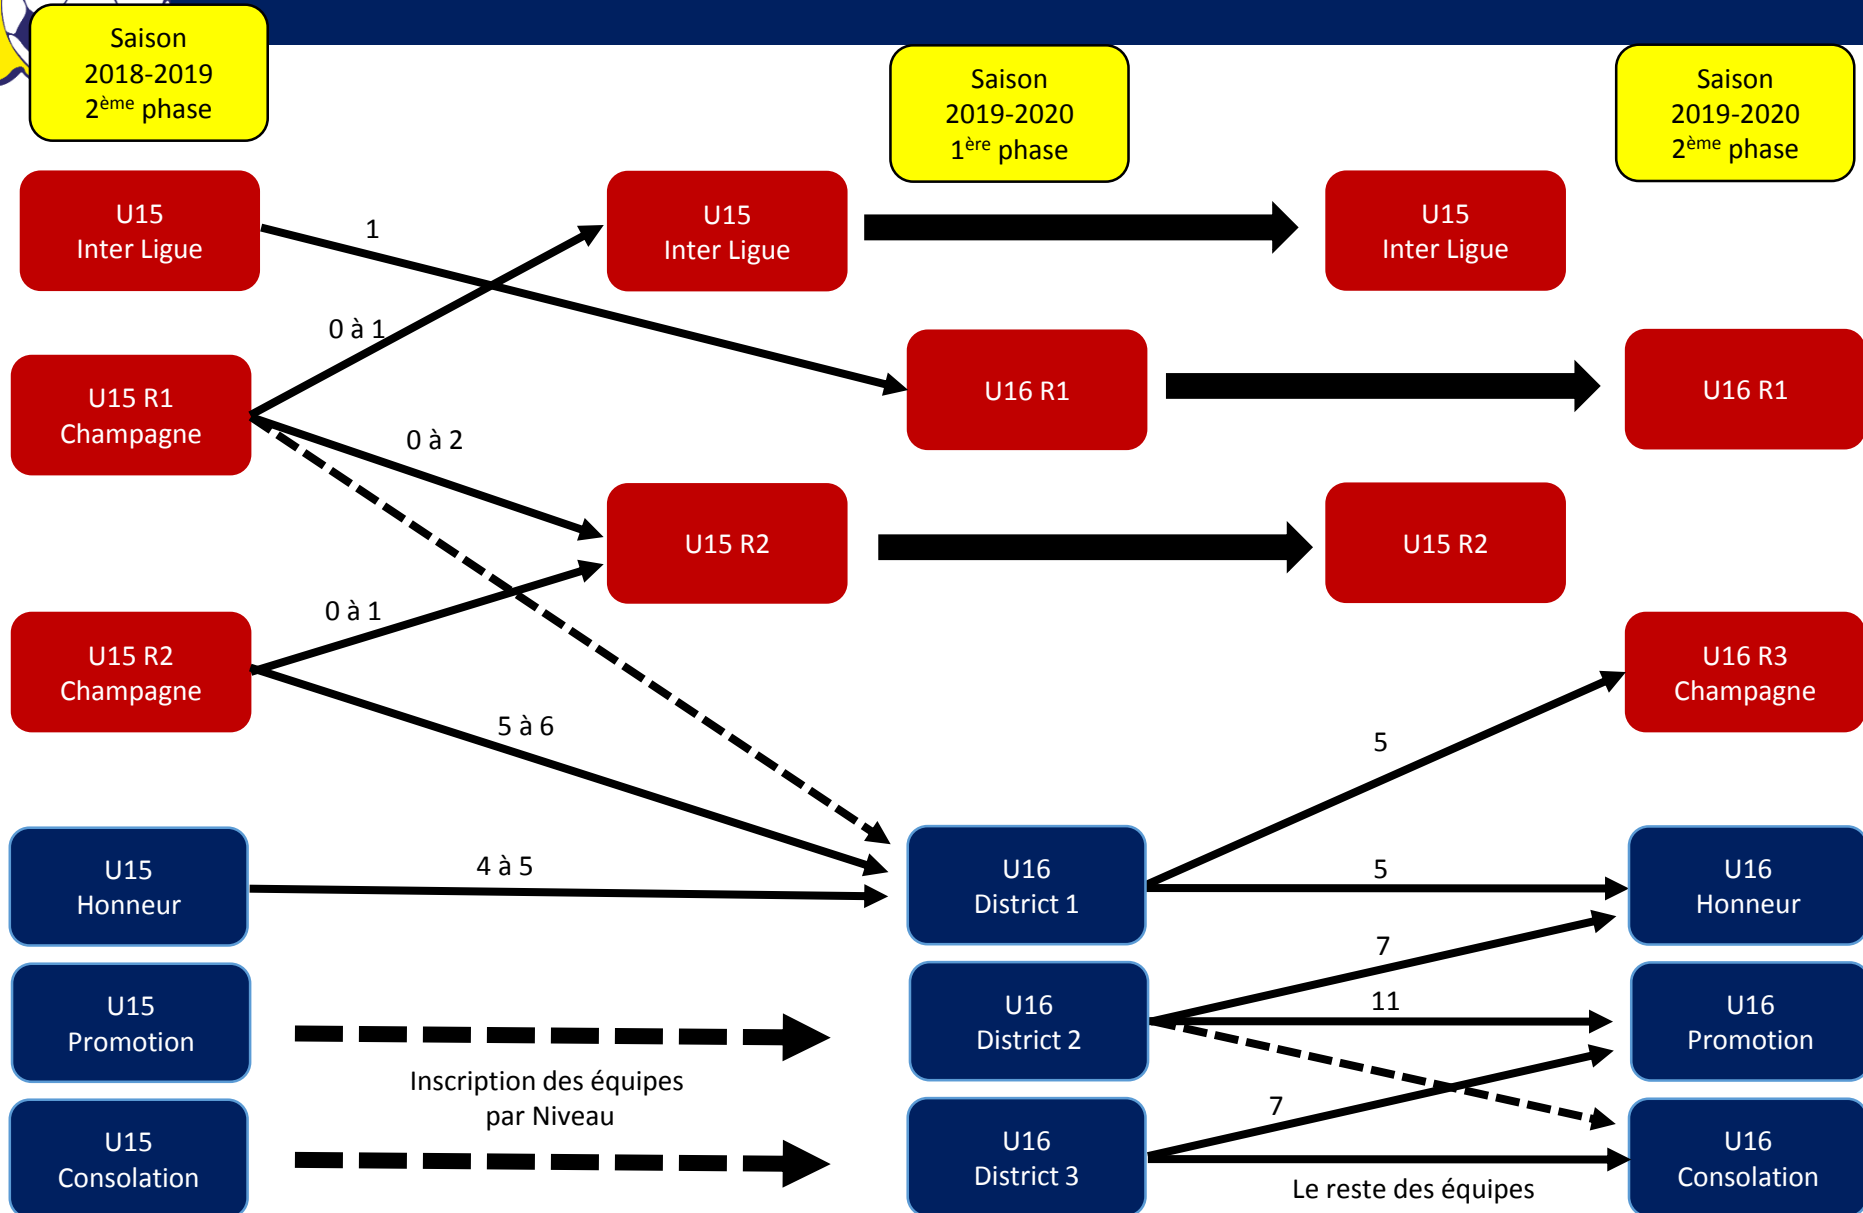 Saison
2018-2019
2ème phase
Saison
2019-2020
1ère phase
Saison
2019-2020
2ème phase
U15
Inter Ligue
1
U15
Inter Ligue
U15
Inter Ligue
0 à 1
U15 R1
Champagne
U16 R1
U16 R1
0 à 2
U15 R2
U15 R2
0 à 1
U15 R2
Champagne
U16 R3
Champagne
5 à 6
5
U15
Honneur
4 à 5
U16
District 1
5
U16
Honneur
7
U15
Promotion
U16
District 2
11
U16
Promotion
Inscription des équipes
par Niveau
7
U15
Consolation
U16
District 3
U16
Consolation
Le reste des équipes